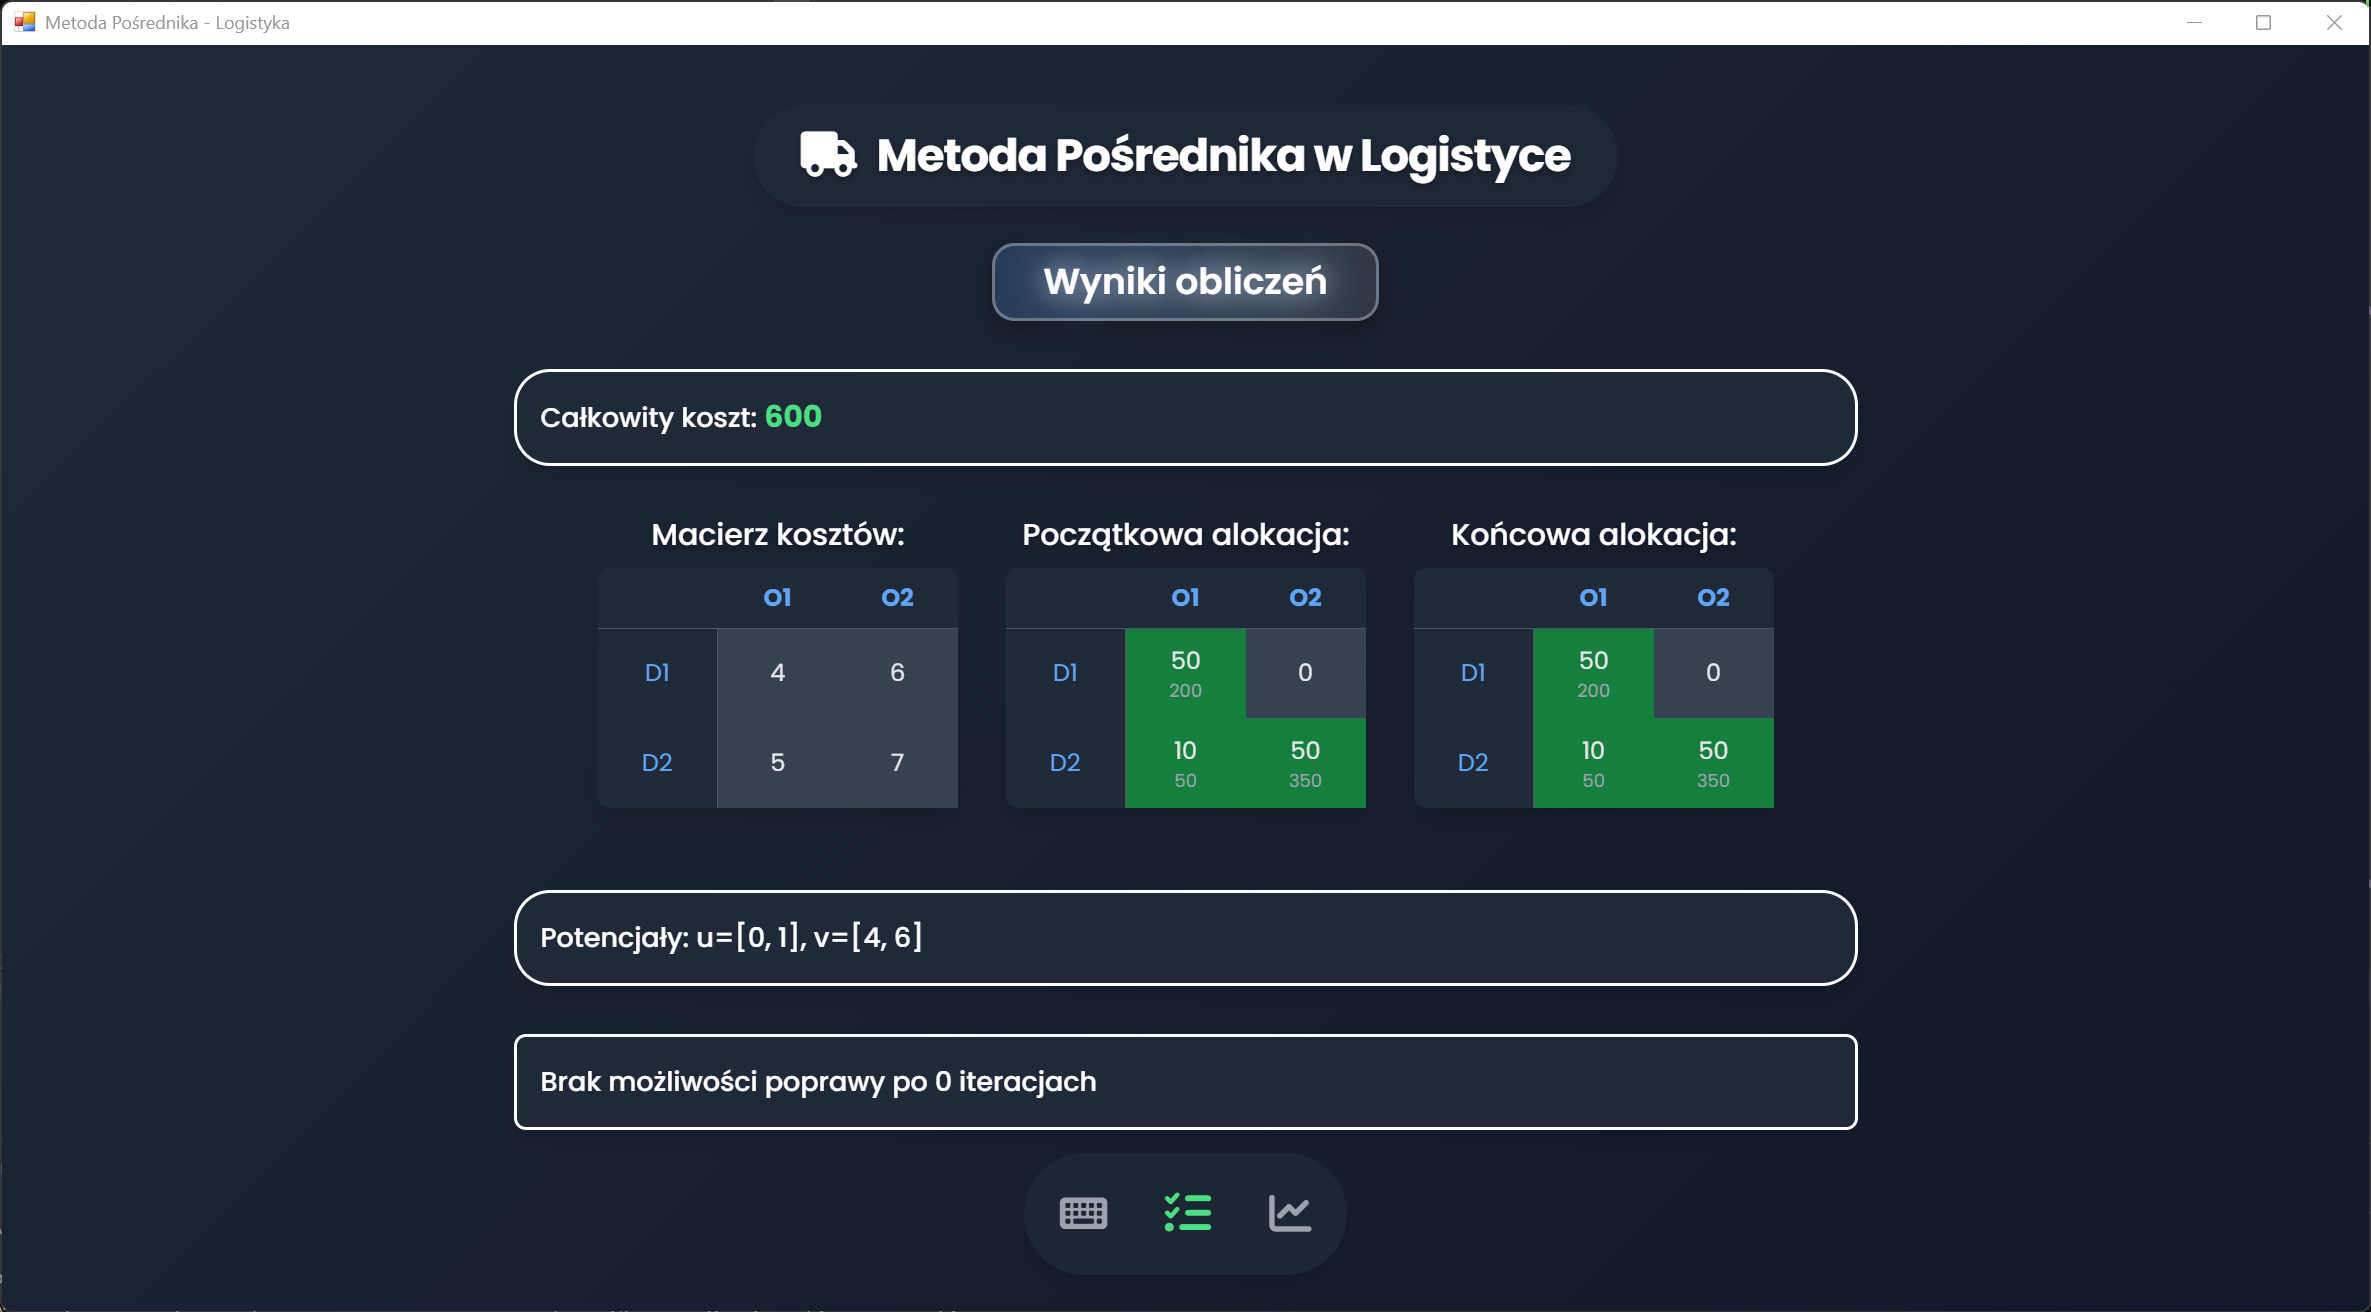 Metoda Pośrednika - Logistyka
Metoda Pośrednika w Logistyce
Wyniki obliczeń
Całkowity koszt: 600
Macierz kosztów:
O1 O2
D1 4 6
D2 5 7
Początkowa alokacja:
O1 O2
D1 50 0
200
D2 10 50
50 350
Końcowa alokacja:
O1 O2
D1 50 0
200
D2 10 50
50 350
Potencjały: u=[0, 1], v=[4, 6]
Brak możliwości poprawy po 0 iteracjach